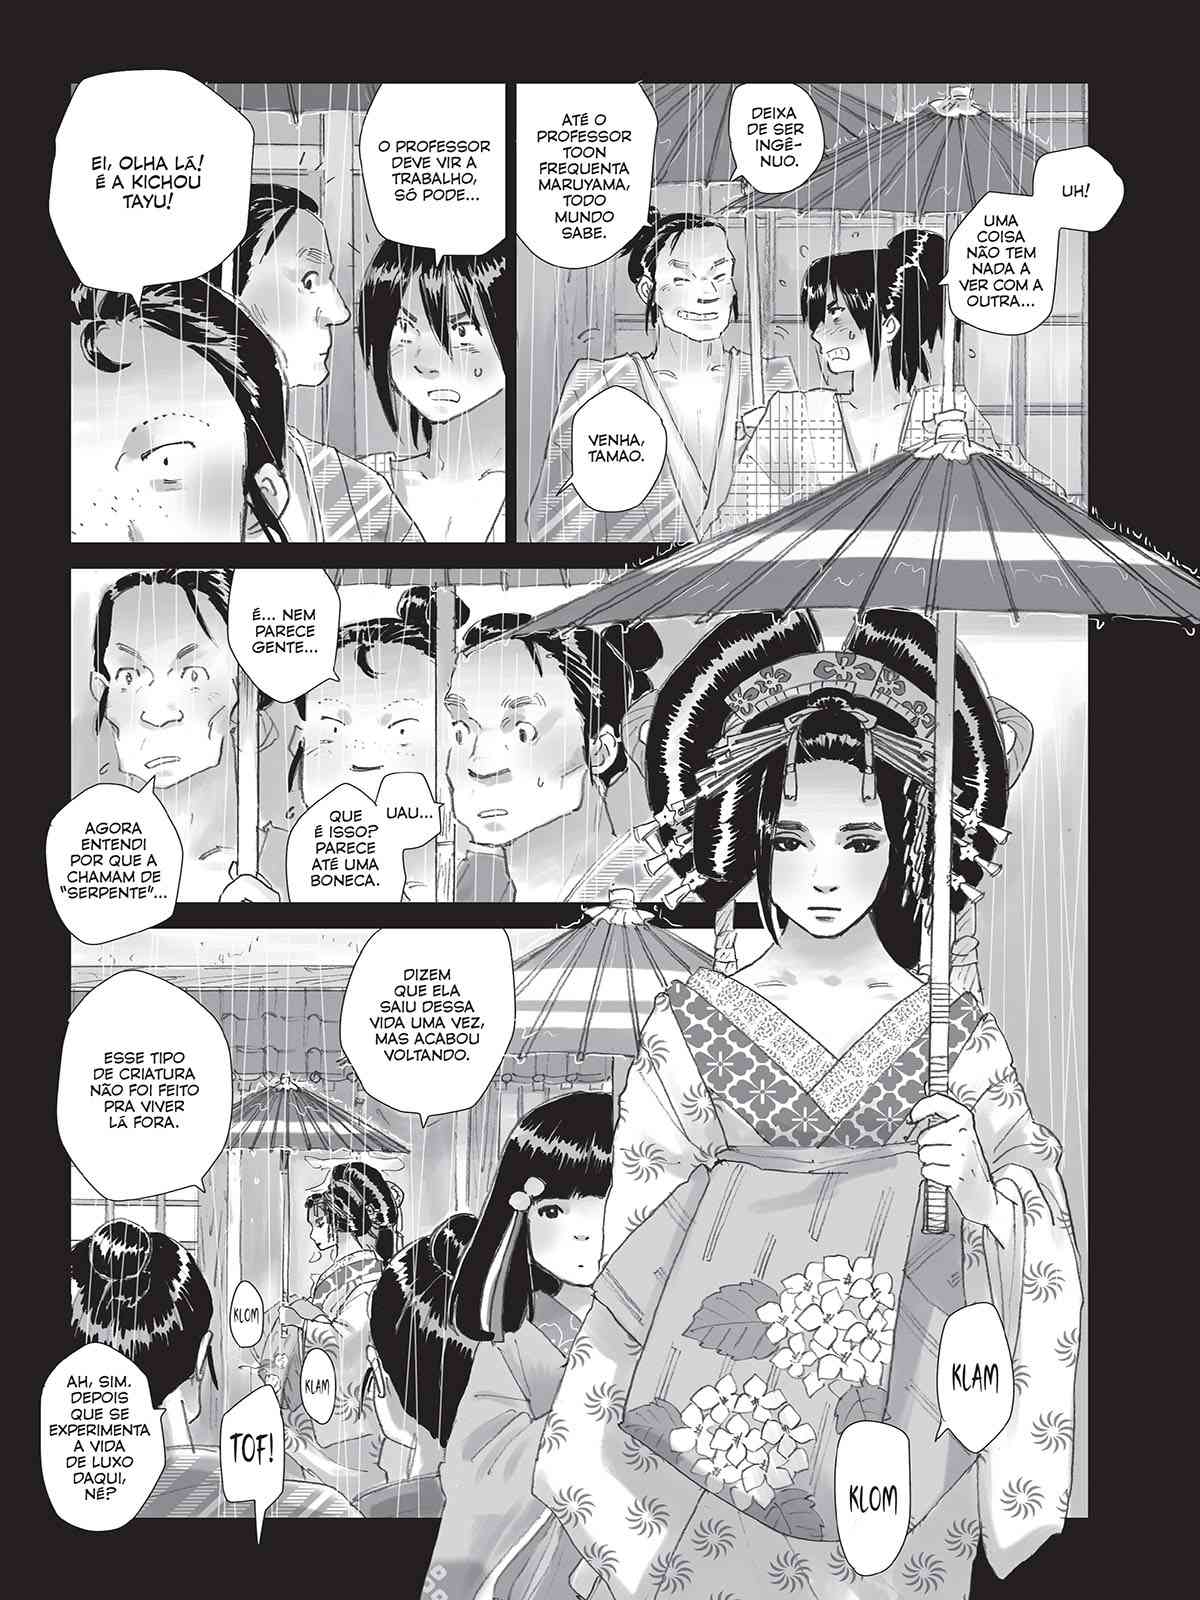 UH!
UMA
COISA
NÃO TEM
NADA A
VER COM A
OUTRA...
DEIXA
DE SER
INGÊ-
NUO.
ATÉ O
PROFESSOR
TOON
FREQUENTA
MARUYAMA,
TODO
MUNDO
SABE.
VENHA,
TAMAO.
O PROFESSOR
DEVE VIR A
TRABALHO,
SÓ PODE...
EI, OLHA LÁ!
É A KICHOU
TAYU!
UAU...
QUE
É ISSO?
PARECE
ATÉ UMA
BONECA.
É... NEM
PARECE
GENTE...
AGORA
ENTENDI
POR QUE A
CHAMAM DE
"SERPENTE"...
KLAM
KLOM
DIZEM
QUE ELA
SAIU DESSA
VIDA UMA VEZ,
MAS ACABOU
VOLTANDO.
ESSE TIPO
DE CRIATURA
NÃO FOI FEITO
PRA VIVER
LÁ FORA.
KLOM
KLAM
TOF!
AH, SIM.
DEPOIS
QUE SE
EXPERIMENTA
A VIDA
DE LUXO
DAQUI,
NÉ?